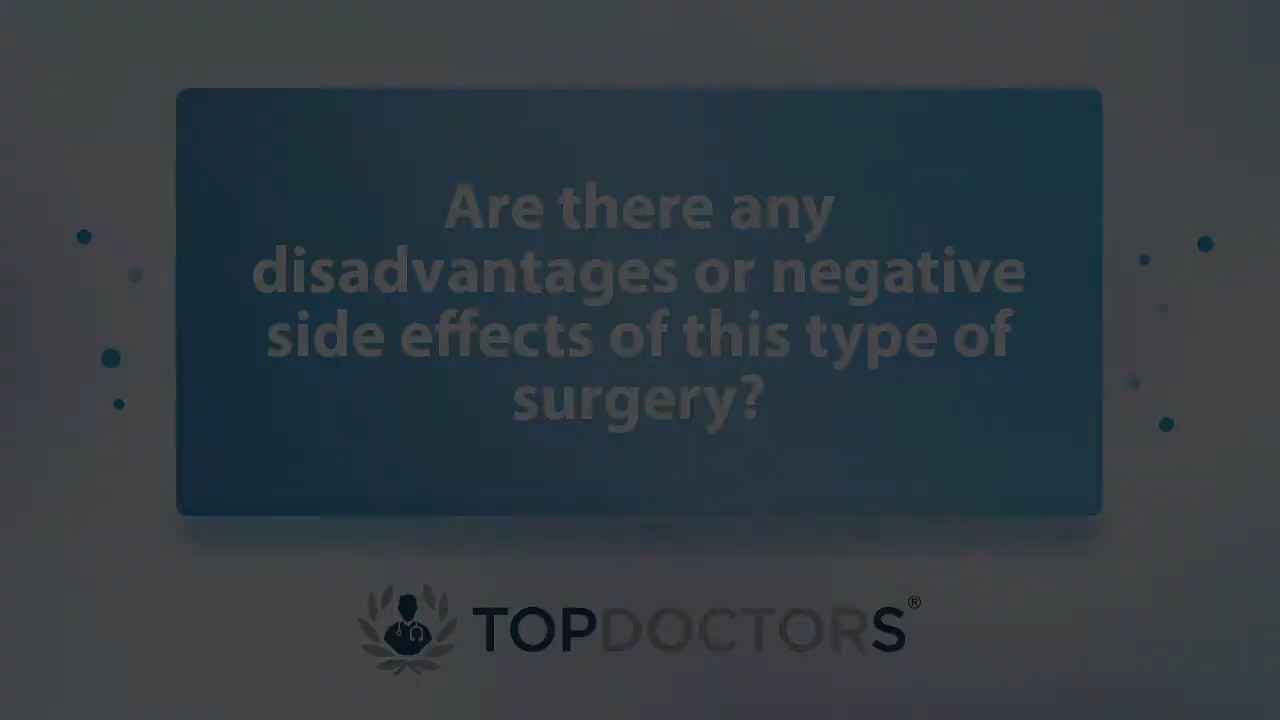 Are there any
disadvantages or negative
side effects of this type of
surgery?
TOPDOCTORS®